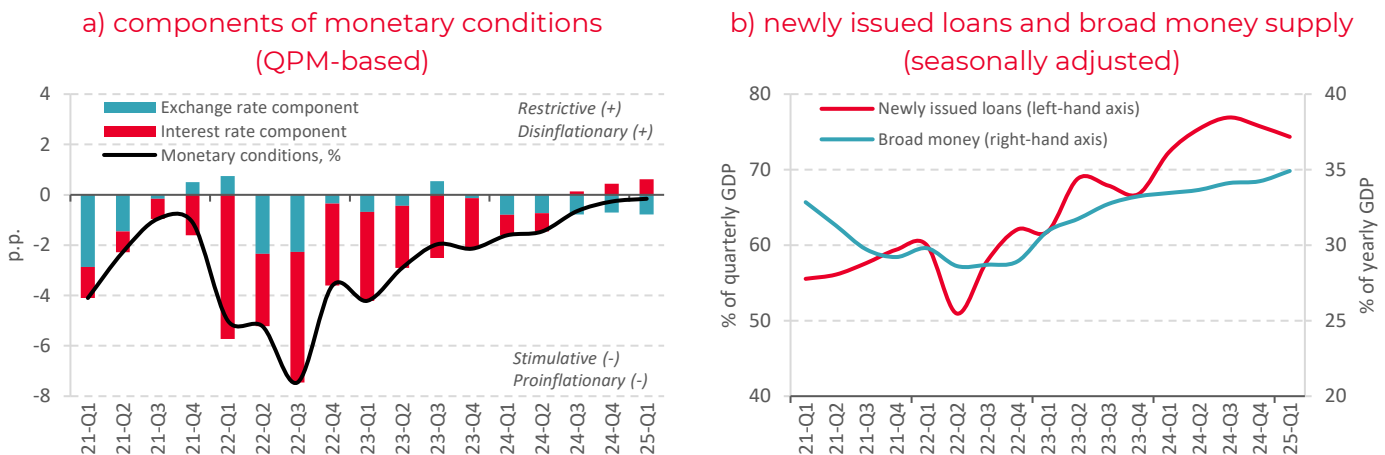 a) components of monetary conditions
(QPM-based)
4
2
0
-2
-4
-6
-8
p.p.
Exchange rate component
Interest rate component
Monetary conditions, %
Restrictive (+)
Disinflationary (+)
Stimulative (-)
Proinflationary (-)
21-Q1
21-Q2
21-Q3
21-Q4
22-Q1
22-Q2
22-Q3
22-Q4
23-Q1
23-Q2
23-Q3
23-Q4
24-Q1
24-Q2
24-Q3
24-Q4
25-Q1
b) newly issued loans and broad money supply
(seasonally adjusted)
80
70
60
50
40
% of quarterly GDP
Newly issued loans (left-hand axis)
Broad money (right-hand axis)
40
35
30
25
20
% of yearly GDP
21-Q1
21-Q2
21-Q3
21-Q4
22-Q1
22-Q2
22-Q3
22-Q4
23-Q1
23-Q2
23-Q3
23-Q4
24-Q1
24-Q2
24-Q3
24-Q4
25-Q1